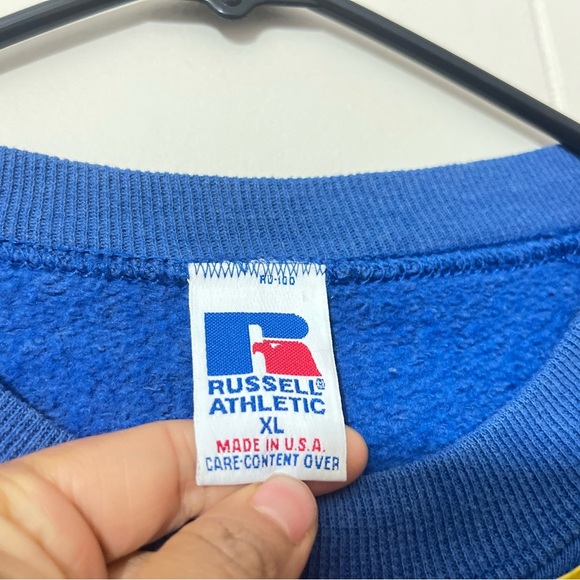 RU-100
R
RUSSELL®
ATHLETIC
XL
MADE IN U.S.A.
CARE-CONTENT OVER